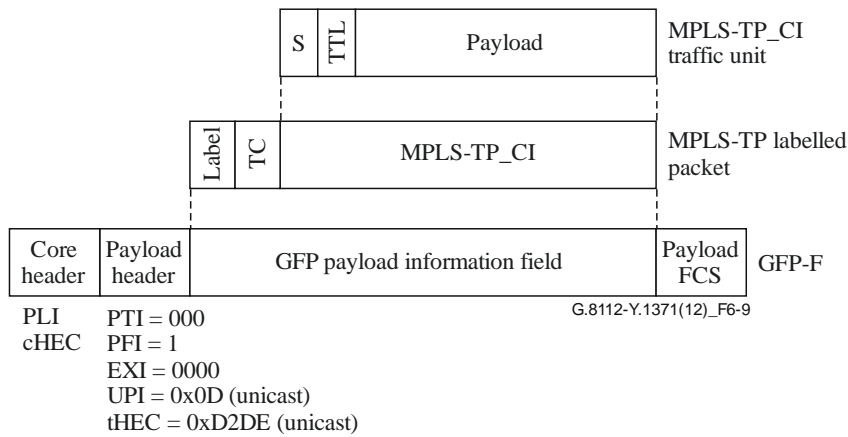 S TTL Payload MPLS-TP_CI
traffic unit
Label TC MPLS-TP_CI MPLS-TP labelled
packet
Core
header
Payload
header
GFP payload information field
Payload
FCS
GFP-F
G.8112-Y.1371(12)_F6-9
PLI
cHEC
PTI = 000
PFI = 1
EXI = 0000
UPI = 0x0D (unicast)
tHEC = 0xD2DE (unicast)